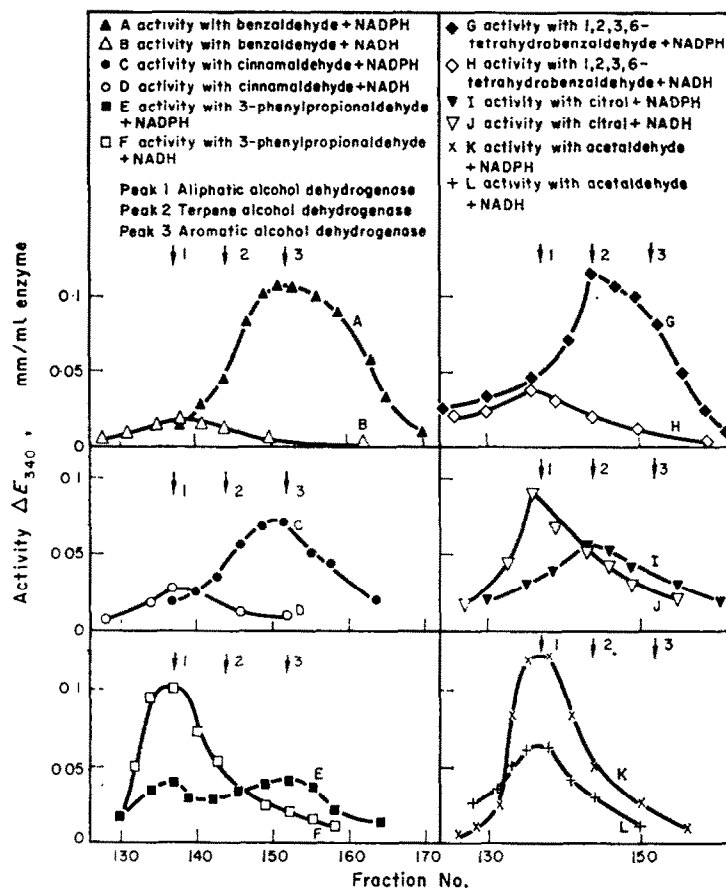 A activity with benzaldehyde + NADPH
B activity with benzaldehyde + NADH
C activity with cinnamaldehyde + NADPH
D activity with cinnamaldehyde + NADH
E activity with 3-phenylpropionaldehyde
+ NADPH
F activity with 3-phenylpropionaldehyde
+ NADH
Peak 1 Aliphatic alcohol dehydrogenase
Peak 2 Terpene alcohol dehydrogenase
Peak 3 Aromatic alcohol dehydrogenase
G activity with 1,2,3,6-
tetrahydrobenzaldehyde + NADPH
H activity with 1,2,3,6-
tetrahydrobenzaldehyde + NADH
I activity with citral + NADPH
J activity with citral + NADH
K activity with acetaldehyde
+ NADPH
L activity with acetaldehyde
+ NADH
Activity ΔE340, mm/ml enzyme
1 2 3
0·1
0·05
0
A
B
1 2 3
G
H
1 2 3
0·1
0·05
0
C
D
1 2 3
I
J
1 2 3
0·1
0·05
0
E
F
1 2 3
K
L
130 140 150 160 170
130 150
Fraction No.